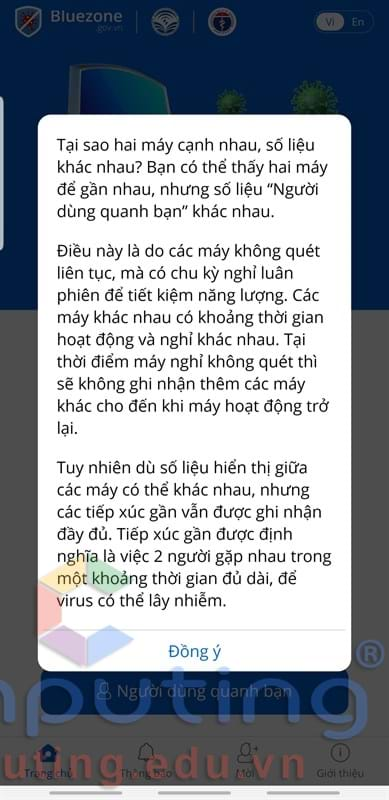 Bluezone
.gov.vn
Vi En
Tại sao hai máy cạnh nhau, số liệu
khác nhau? Bạn có thể thấy hai máy
để gần nhau, nhưng số liệu “Người
dùng quanh bạn” khác nhau.
Điều này là do các máy không quét
liên tục, mà có chu kỳ nghỉ luân
phiên để tiết kiệm năng lượng. Các
máy khác nhau có khoảng thời gian
hoạt động và nghỉ khác nhau. Tại
thời điểm máy nghỉ không quét thì
sẽ không ghi nhận thêm các máy
khác cho đến khi máy hoạt động trở
lại.
Tuy nhiên dù số liệu hiển thị giữa
các máy có thể khác nhau, nhưng
các tiếp xúc gần vẫn được ghi nhận
đầy đủ. Tiếp xúc gần được định
nghĩa là việc 2 người gặp nhau trong
một khoảng thời gian đủ dài, để
virus có thể lây nhiễm.
Đồng ý
Người dùng quanh bạn
mputing®
uting.edu.vn
Trang chủ Thông báo Mời Giới thiệu